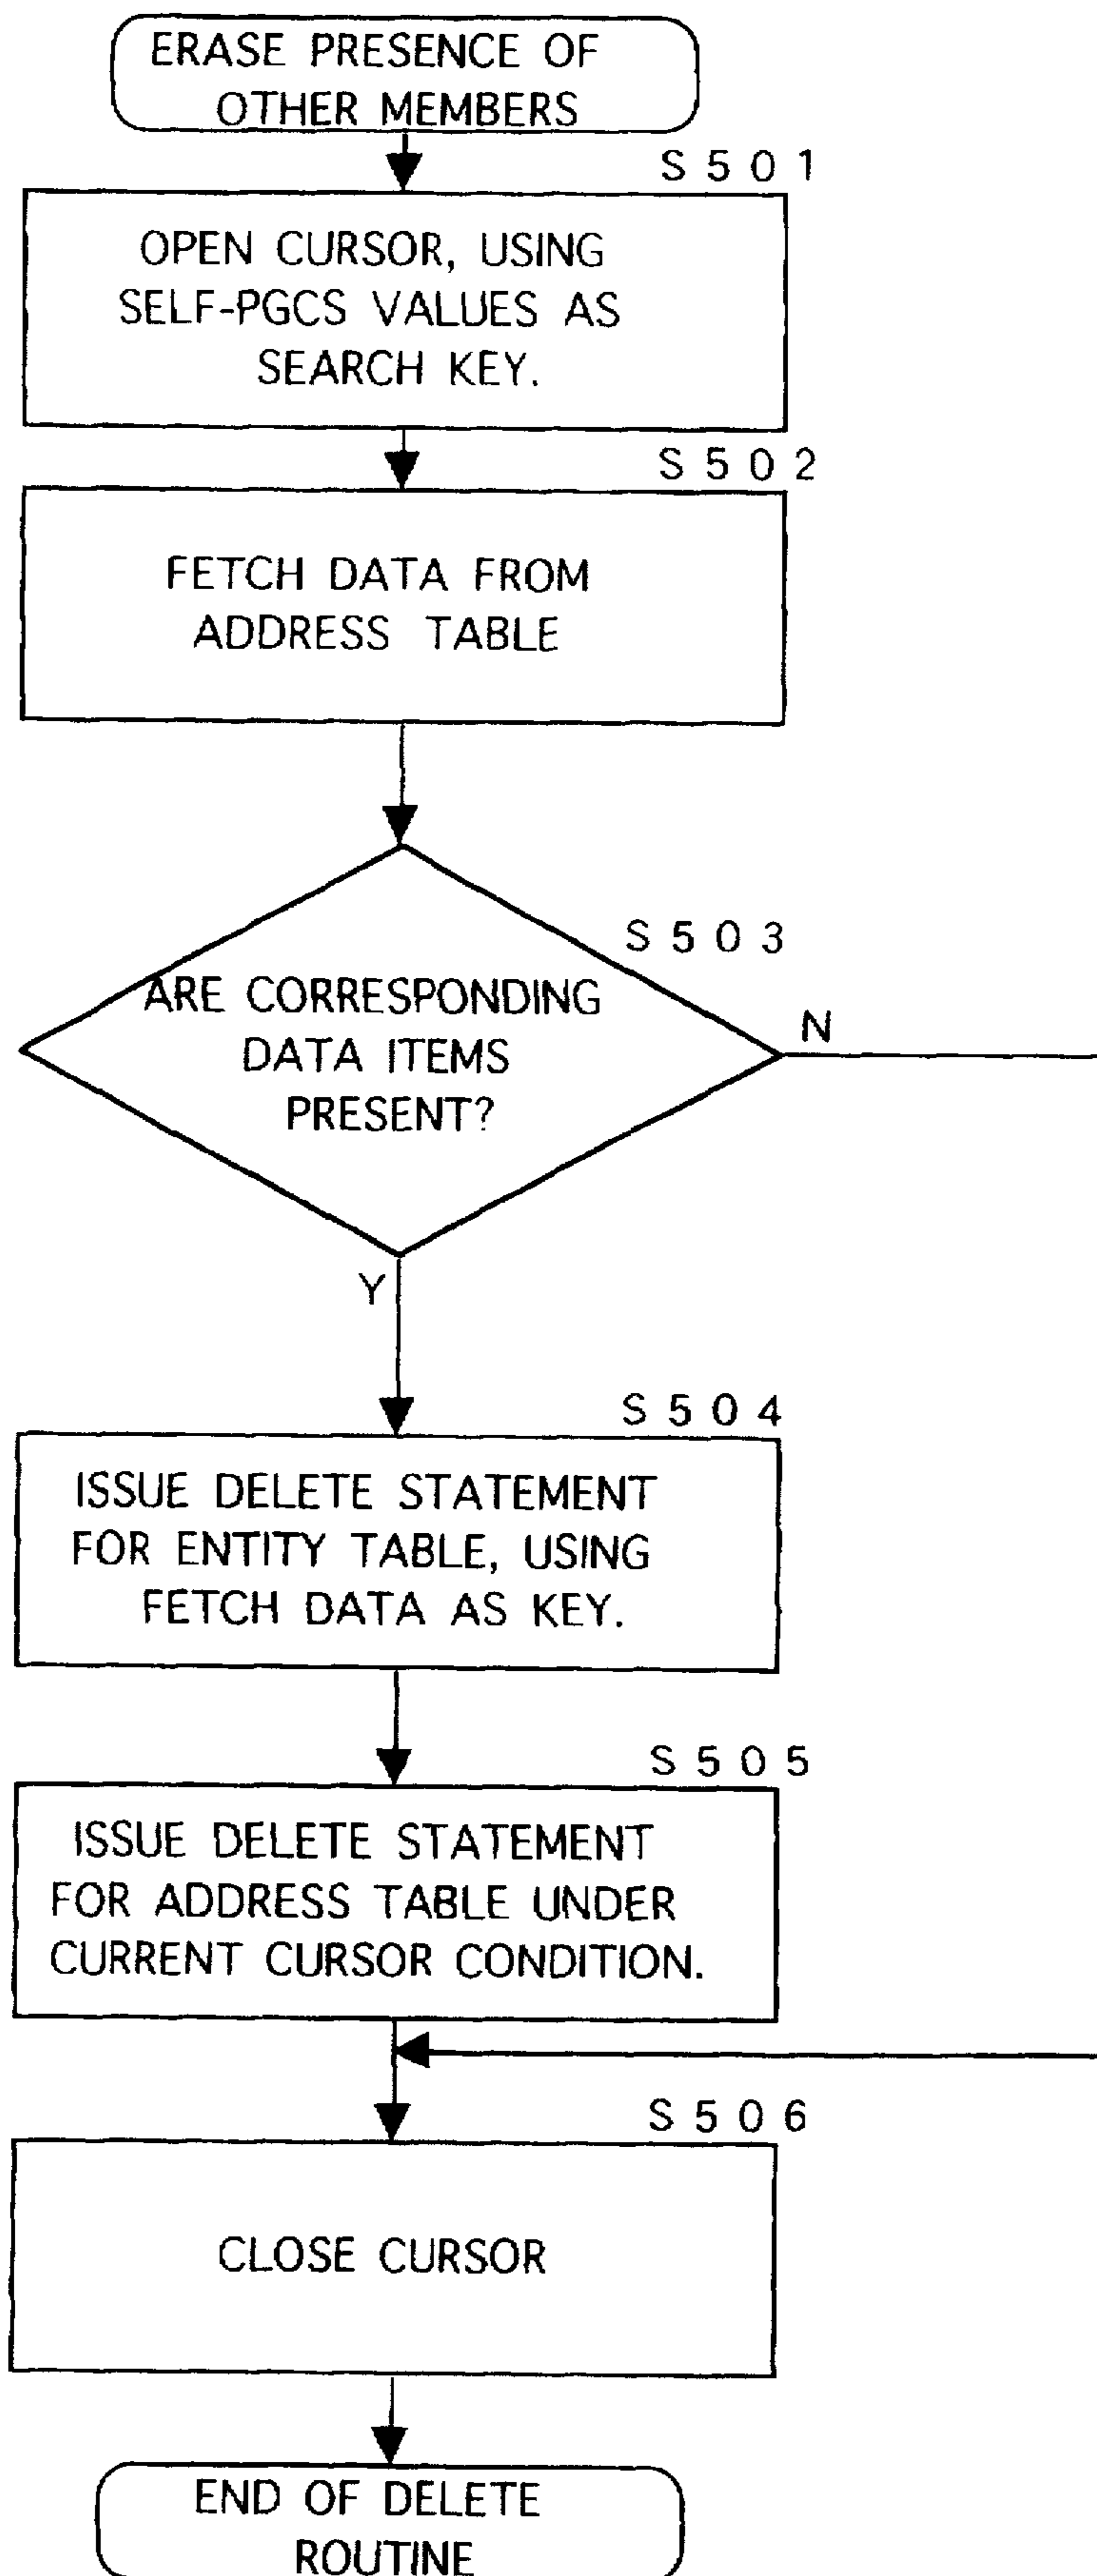 ERASE PRESENCE OF
OTHER MEMBERS
S501
OPEN CURSOR, USING
SELF-PGCS VALUES AS
SEARCH KEY.
S502
FETCH DATA FROM
ADDRESS TABLE
S503
ARE CORRESPONDING
DATA ITEMS
PRESENT?
N
Y
S504
ISSUE DELETE STATEMENT
FOR ENTITY TABLE, USING
FETCH DATA AS KEY.
S505
ISSUE DELETE STATEMENT
FOR ADDRESS TABLE UNDER
CURRENT CURSOR CONDITION.
S506
CLOSE CURSOR
END OF DELETE
ROUTINE